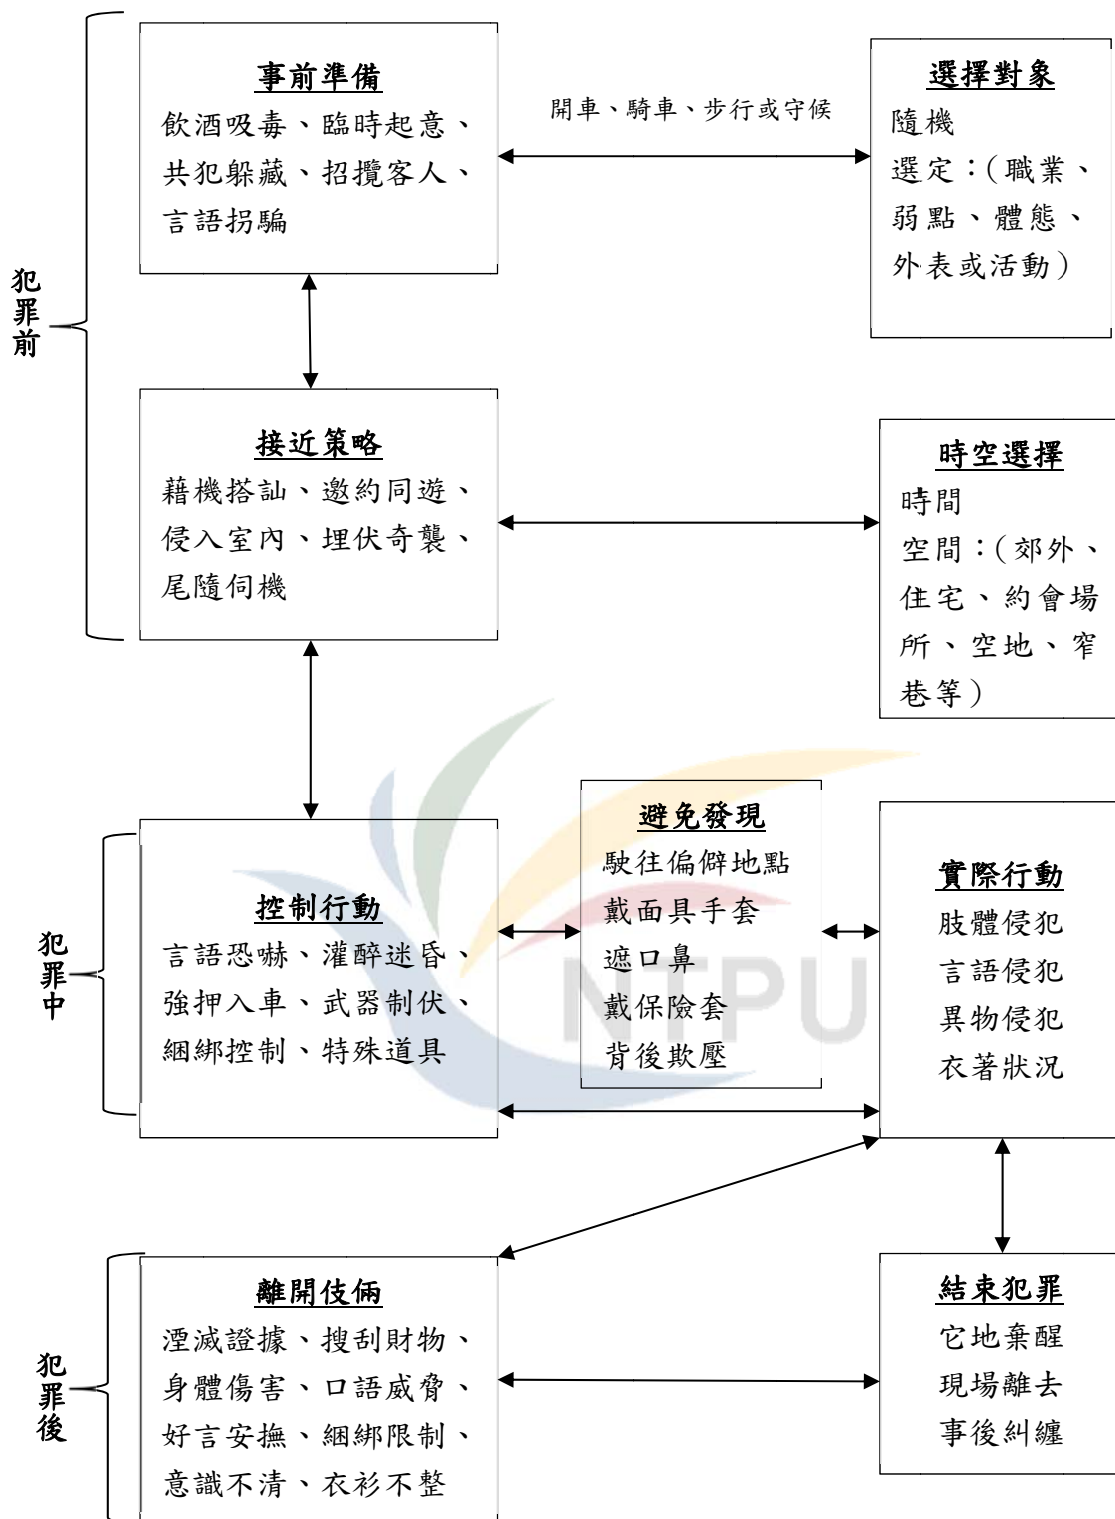 犯罪前
事前準備
飲酒吸毒、臨時起意、
共犯躲藏、招攬客人、
言語拐騙
開車、騎車、步行或守候
選擇對象
隨機
選定：（職業、
弱點、體態、
外表或活動）
接近策略
藉機搭訕、邀約同遊、
侵入室內、埋伏奇襲、
尾隨伺機
時空選擇
時間
空間：（郊外、
住宅、約會場
所、空地、窄
巷等）
犯罪中
控制行動
言語恐嚇、灌醉迷昏、
強押入車、武器制伏、
綑綁控制、特殊道具
避免發現
駛往偏僻地點
戴面具手套
遮口鼻
戴保險套
背後欺壓
實際行動
肢體侵犯
言語侵犯
異物侵犯
衣著狀況
NTPU
犯罪後
離開伎倆
湮滅證據、搜刮財物、
身體傷害、口語威脅、
好言安撫、綑綁限制、
意識不清、衣衫不整
結束犯罪
它地棄醒
現場離去
事後糾纏